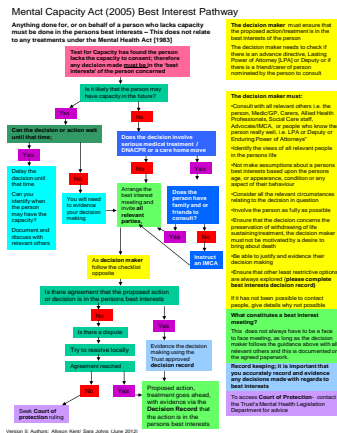 Mental Capacity Act (2005) Best Interest Pathway
Anything done for, or on behalf of a person who lacks capacity
must be done in the persons best interests – This does not relate
to any treatments under the Mental Health Act [1983]
Test for Capacity has found the person
lacks the capacity to consent; therefore
any decision made must be in the 'best
interests' of the person concerned
Is it likely that the person may
have capacity in the future?
Yes
No
Can the decision or action wait
until that time;
Does the decision involve
serious medical treatment /
DNACPR or a care home move
Yes
No
No
Yes
Delay the
decision
until that
time
Can you
identify when
the person
may have the
capacity?
Document and
discuss with
relevant others
You will need
to evidence
your decision
making
Arrange the
best interest
meeting and
invite all
relevant
parties,
Does the
person have
family and or
friends to
consult?
Yes
No
Instruct
an IMCA
As decision maker
follow the checklist
opposite
Is there agreement that the proposed action
or decision is in the persons best interests
No
Yes
Is there a dispute
Try to resolve locally
Agreement reached
Evidence the decision
making using the
Trust approved
decision record
No
Yes
Seek Court of
protection ruling
Proposed action,
treatment goes ahead,
with evidence via the
Decision Record that
the action is in the
persons best interests
Version 5: Authors: Allyson Kent/ Sara Johns (June 2012)
The decision maker must ensure that
the proposed action/treatment is in the
best interests of the person
The decision maker needs to check if
there is an advance directive, Lasting
Power of Attorney [LPA] or Deputy or if
there is a friend/carer of person
nominated by the person to consult
The decision maker must:
•Consult with all relevant others i.e. the
person, Medic/GP, Carers, Allied Health
Professionals, Social Care staff,
Advocate/IMCA, or people who know the
person really well, i.e. LPA or Deputy or
Enduring Power of Attorney"
•Identify the views of all relevant people
in the persons life
•Not make assumptions about a persons
best interests based upon the persons
age, or appearance, condition or any
aspect of their behaviour
•Consider all the relevant circumstances
relating to the decision in question
•Involve the person as fully as possible
•Ensure that the decision concerns the
preservation or withdrawing of life
sustaining treatment, the decision maker
must not be motivated by a desire to
bring about death
•Be able to justify and evidence their
decision making
•Ensure that other least restrictive options
are always explored (please complete
best interests decision record)
If it has not been possible to contact
people, give details why not possible
What constitutes a best interest
meeting?
This does not always have to be a face
to face meeting, as long as the decision
maker follows the guidance above with all
relevant others and this is documented on
the agreed paperwork.
Record keeping; it is important that
you accurately record and evidence
any decisions made with regards to
best interests
To access Court of Protection- contact
the Trust's Mental Health Legislation
Department for advice